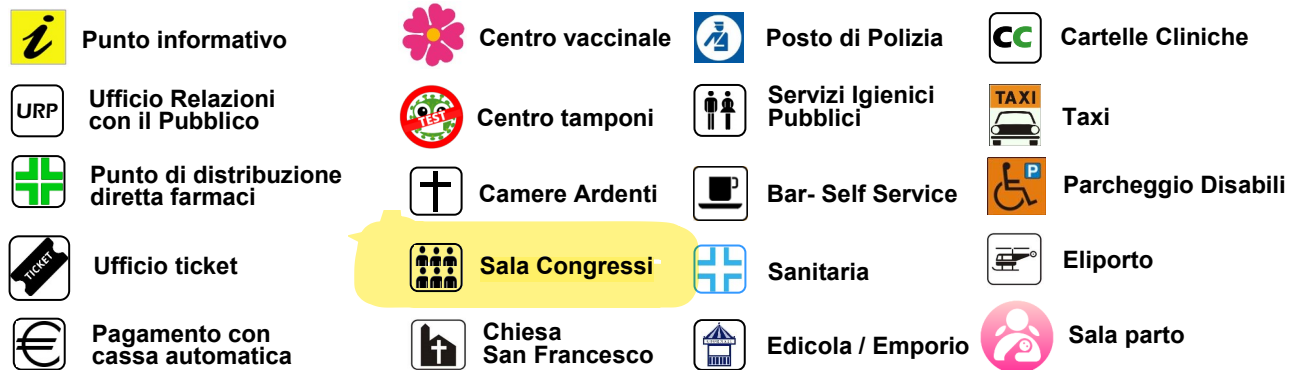 Punto informativo
Centro vaccinale
Posto di Polizia
CC
Cartelle Cliniche
URP
Ufficio Relazioni
con il Pubblico
TEST
Centro tamponi
Servizi Igienici
Pubblici
TAXI
Taxi
Punto di distribuzione
diretta farmaci
Camere Ardenti
Bar- Self Service
P
Parcheggio Disabili
TICKET
Ufficio ticket
Sala Congressi
Sanitaria
Eliporto
€
Pagamento con
cassa automatica
Chiesa
San Francesco
Edicola / Emporio
Sala parto